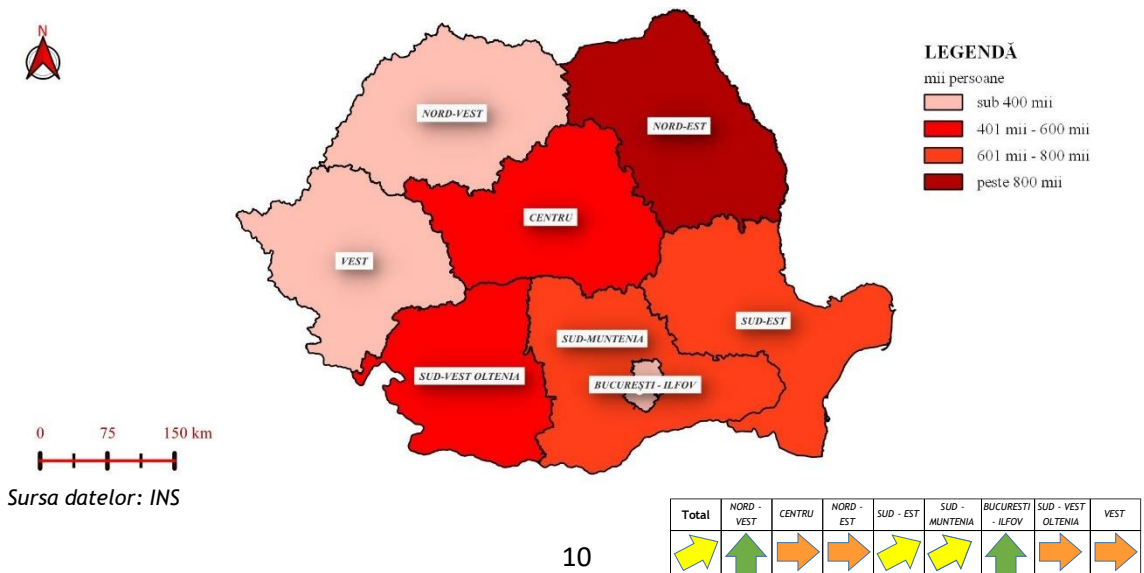 N
LEGENDĂ
mii persoane
sub 400 mii
401 mii - 600 mii
601 mii - 800 mii
peste 800 mii
NORD-VEST
NORD-EST
CENTRU
VEST
SUD-EST
SUD-MUNTENIA
SUD-VEST OLTENIA
BUCUREȘTI - ILFOV
0 75 150 km
Sursa datelor: INS
Total NORD - VEST CENTRU NORD - EST SUD - EST SUD - MUNTENIA BUCURESTI - ILFOV SUD - VEST OLTENIA VEST
10